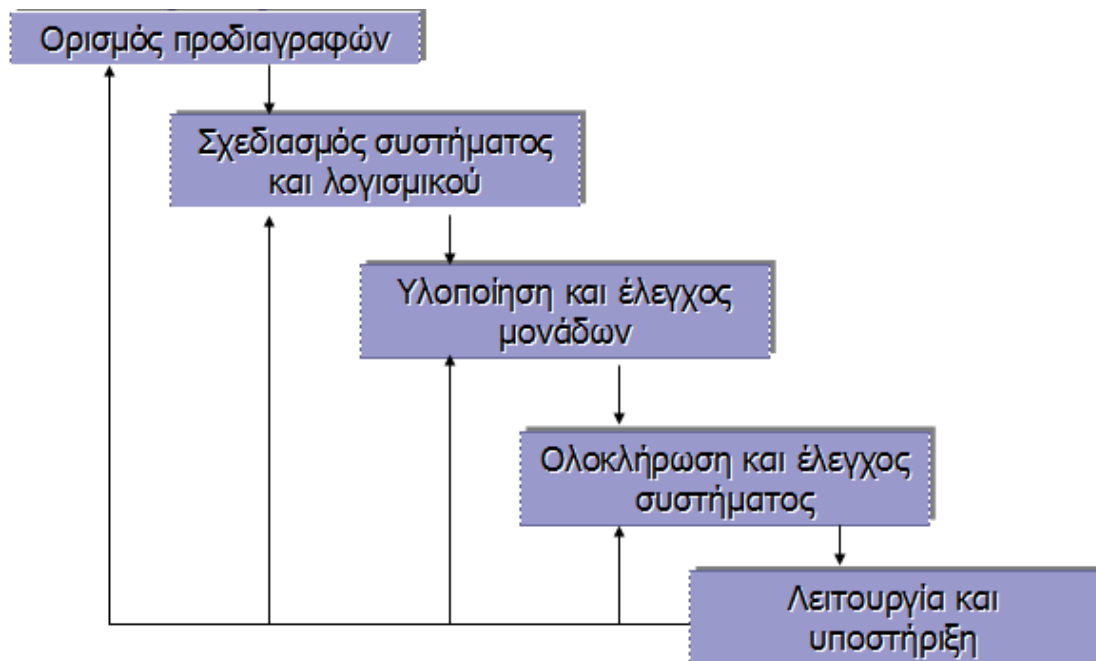 Ορισμός προδιαγραφών
Σχεδιασμός συστήματος
και λογισμικού
Υλοποίηση και έλεγχος
μονάδων
Ολοκλήρωση και έλεγχος
συστήματος
Λειτουργία και
υποστήριξη